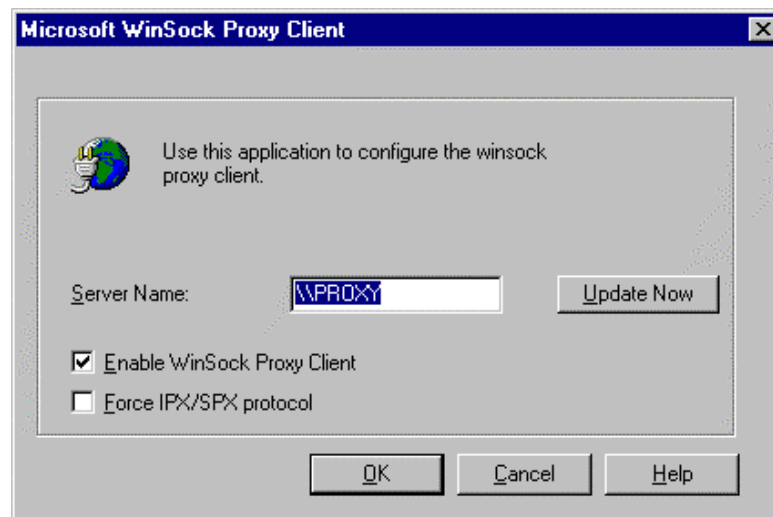 Microsoft WinSock Proxy Client
Use this application to configure the winsock
proxy client.
Server Name: \\PROXY Update Now
Enable WinSock Proxy Client
Force IPX/SPX protocol
OK Cancel Help